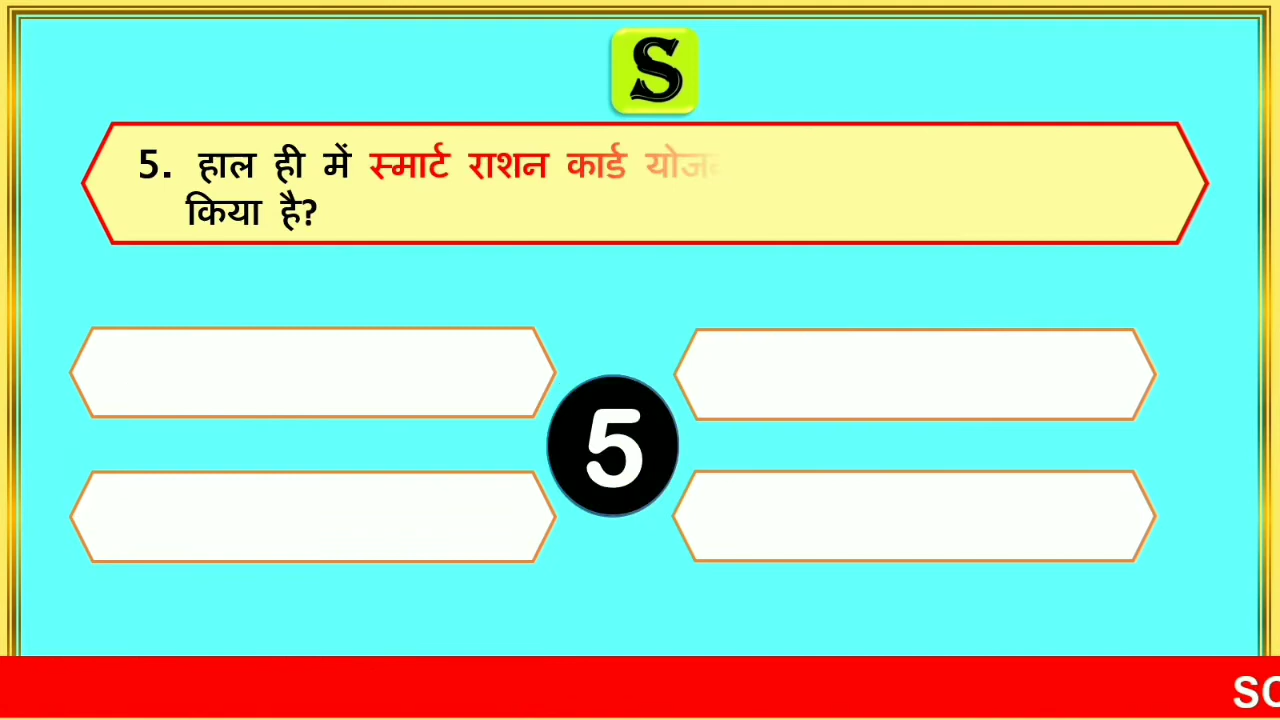 S
5. हाल ही में स्मार्ट राशन कार्ड
किया है?
5